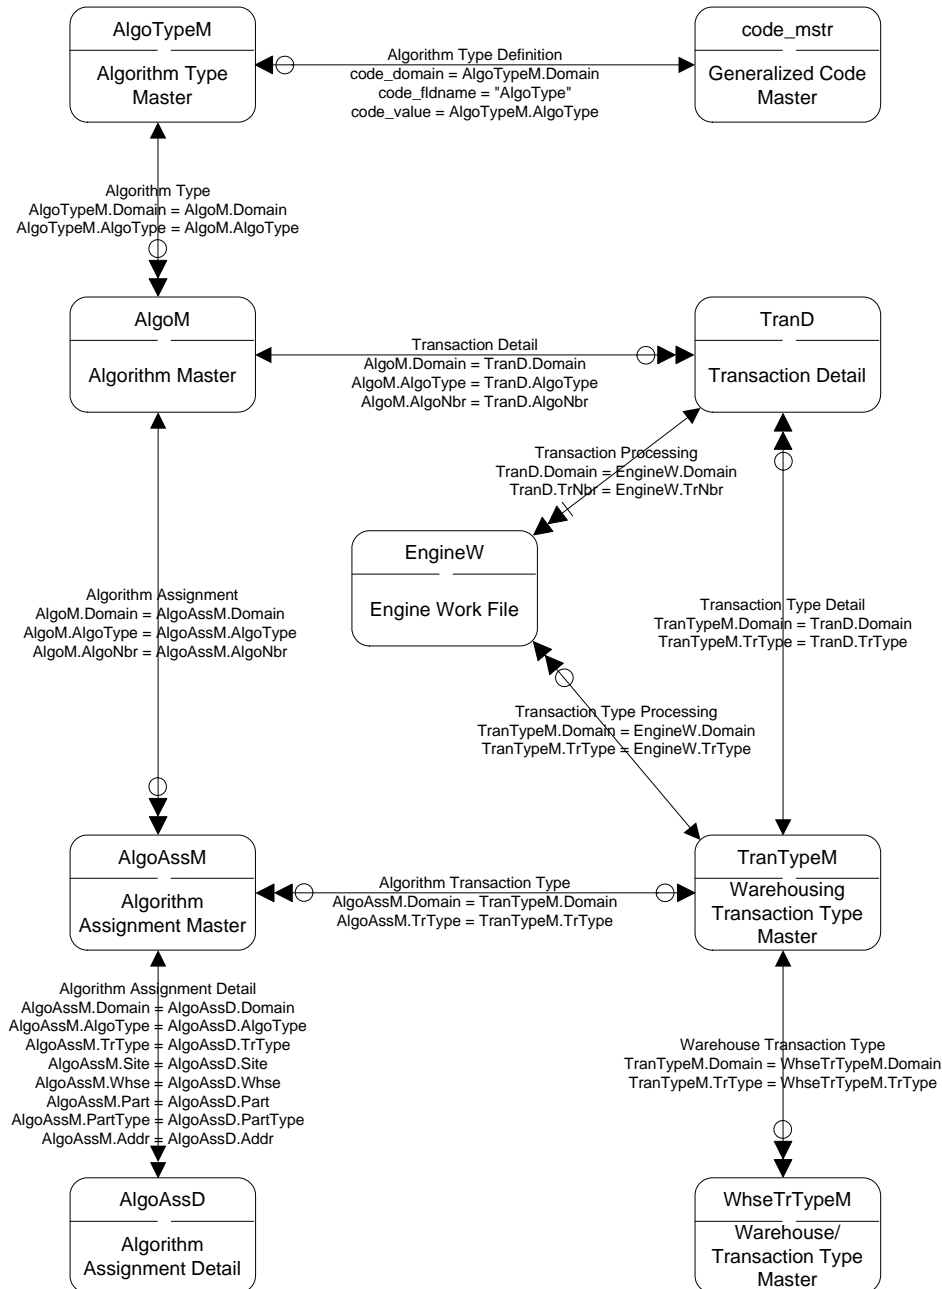 AlgoTypeM
Algorithm Type
Master
Algorithm Type Definition
code_domain = AlgoTypeM.Domain
code_fldname = "AlgoType"
code_value = AlgoTypeM.AlgoType
code_mstr
Generalized Code
Master
Algorithm Type
AlgoTypeM.Domain = AlgoM.Domain
AlgoTypeM.AlgoType = AlgoM.AlgoType
AlgoM
Algorithm Master
Transaction Detail
AlgoM.Domain = TranD.Domain
AlgoM.AlgoType = TranD.AlgoType
AlgoM.AlgoNbr = TranD.AlgoNbr
TranD
Transaction Detail
Transaction Processing
TranD.Domain = EngineW.Domain
TranD.TrNbr = EngineW.TrNbr
EngineW
Engine Work File
Algorithm Assignment
AlgoM.Domain = AlgoAssM.Domain
AlgoM.AlgoType = AlgoAssM.AlgoType
AlgoM.AlgoNbr = AlgoAssM.AlgoNbr
Transaction Type Detail
TranTypeM.Domain = TranD.Domain
TranTypeM.TrType = TranD.TrType
Transaction Type Processing
TranTypeM.Domain = EngineW.Domain
TranTypeM.TrType = EngineW.TrType
AlgoAssM
Algorithm
Assignment Master
Algorithm Transaction Type
AlgoAssM.Domain = TranTypeM.Domain
AlgoAssM.TrType = TranTypeM.TrType
TranTypeM
Warehousing
Transaction Type
Master
Algorithm Assignment Detail
AlgoAssM.Domain = AlgoAssD.Domain
AlgoAssM.AlgoType = AlgoAssD.AlgoType
AlgoAssM.TrType = AlgoAssD.TrType
AlgoAssM.Site = AlgoAssD.Site
AlgoAssM.Whse = AlgoAssD.Whse
AlgoAssM.Part = AlgoAssD.Part
AlgoAssM.PartType = AlgoAssD.PartType
AlgoAssM.Addr = AlgoAssD.Addr
Warehouse Transaction Type
TranTypeM.Domain = WhseTrTypeM.Domain
TranTypeM.TrType = WhseTrTypeM.TrType
AlgoAssD
Algorithm
Assignment Detail
WhseTrTypeM
Warehouse/
Transaction Type
Master